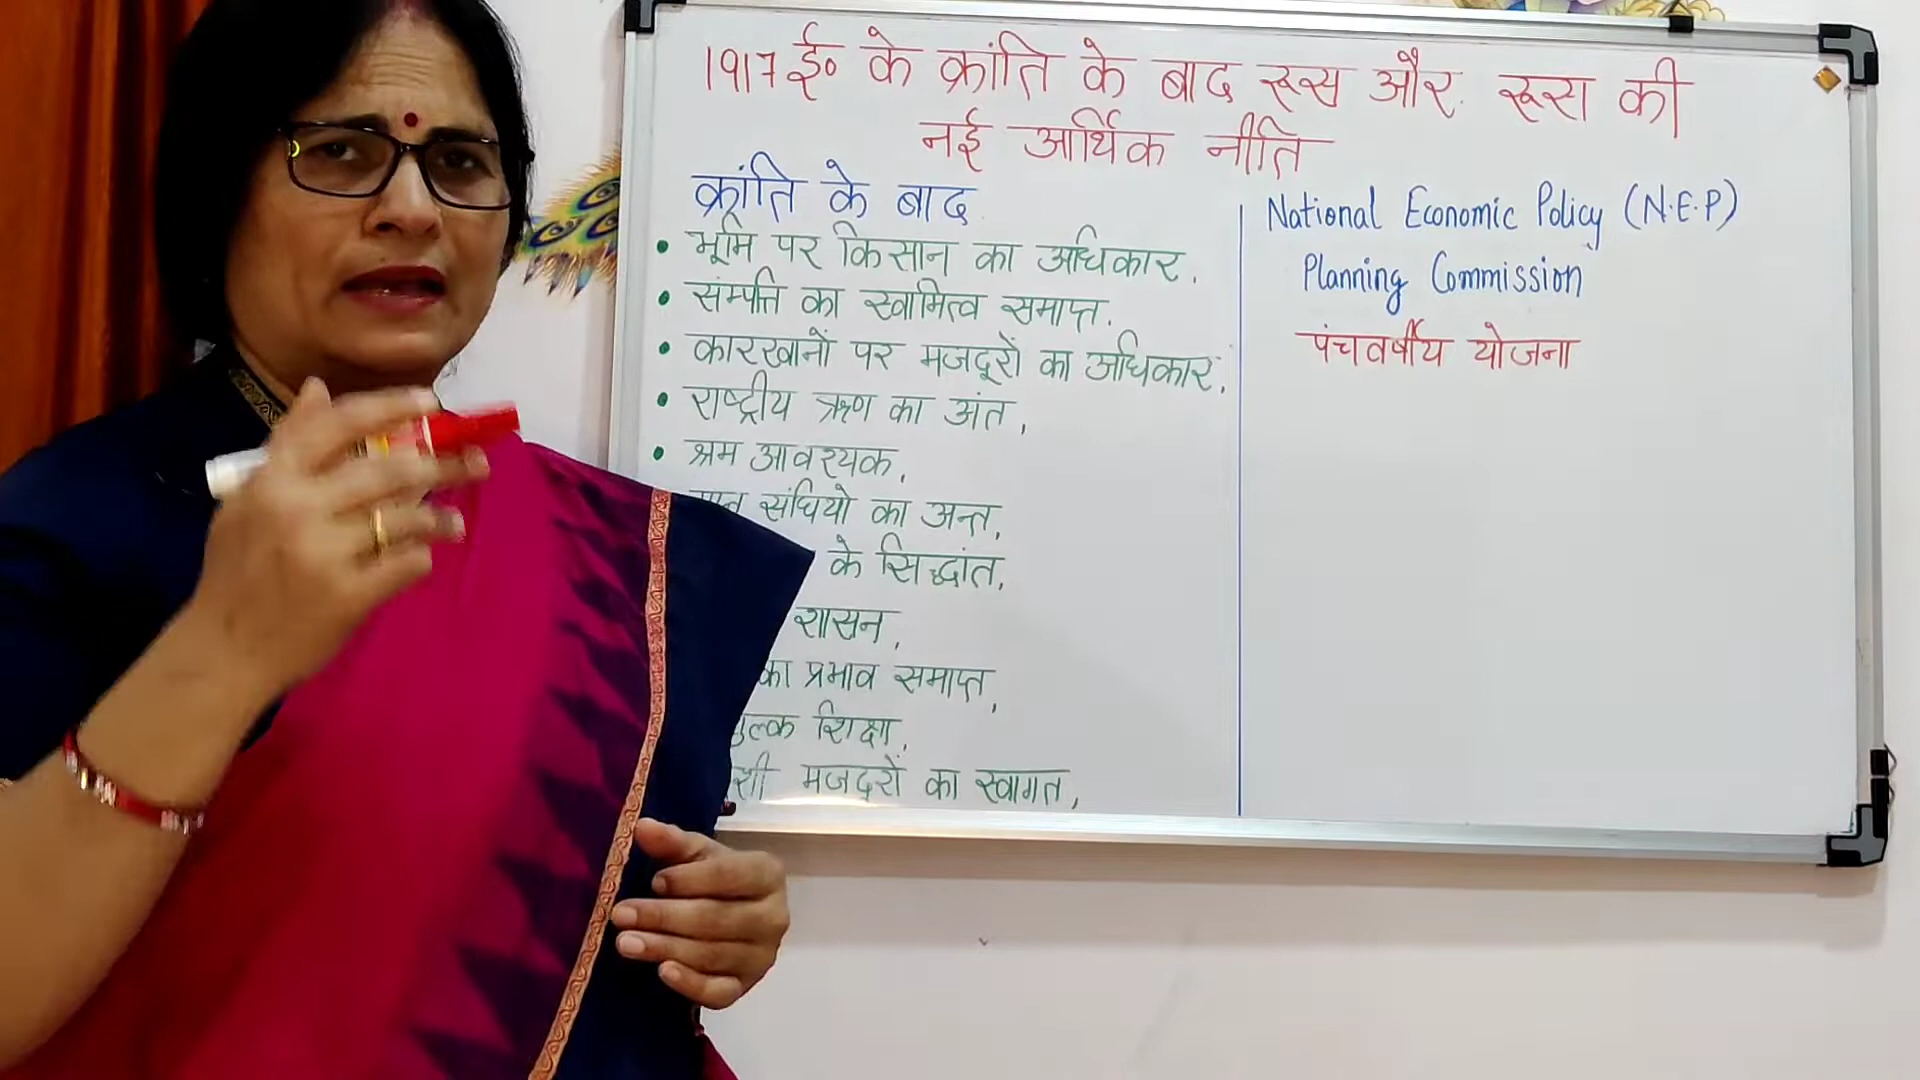 1917 ई० के क्रांति के बाद रूस और रूस की
नई आर्थिक नीति
क्रांति के बाद
• भूमि पर किसान का अधिकार,
• संम्पत्ति का स्वामित्व समाप्त.
• कारखानों पर मजदूरों का अधिकार,
• राष्ट्रीय ऋण का अंत,
• श्रम आवश्यक,
संधियो का अन्त,
के सिद्धांत,
शासन,
का प्रभाव समाप्त,
शिक्षा,
मजदूरों का स्वागत,
National Economic Policy (N.E.P)
Planning Commission
पंचवर्षीय योजना